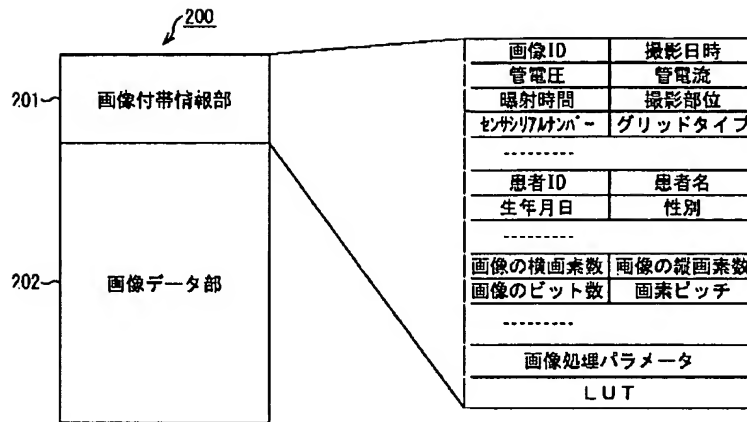 200
201
画像付帯情報部
202
画像データ部
画像ID 撮影日時
管電圧 管電流
曝射時間 撮影部位
センサシリアルナンバー グリッドタイプ
---------
患者ID 患者名
生年月日 性別
---------
画像の横画素数 画像の縦画素数
画像のビット数 画素ピッチ
---------
画像処理パラメータ
LUT